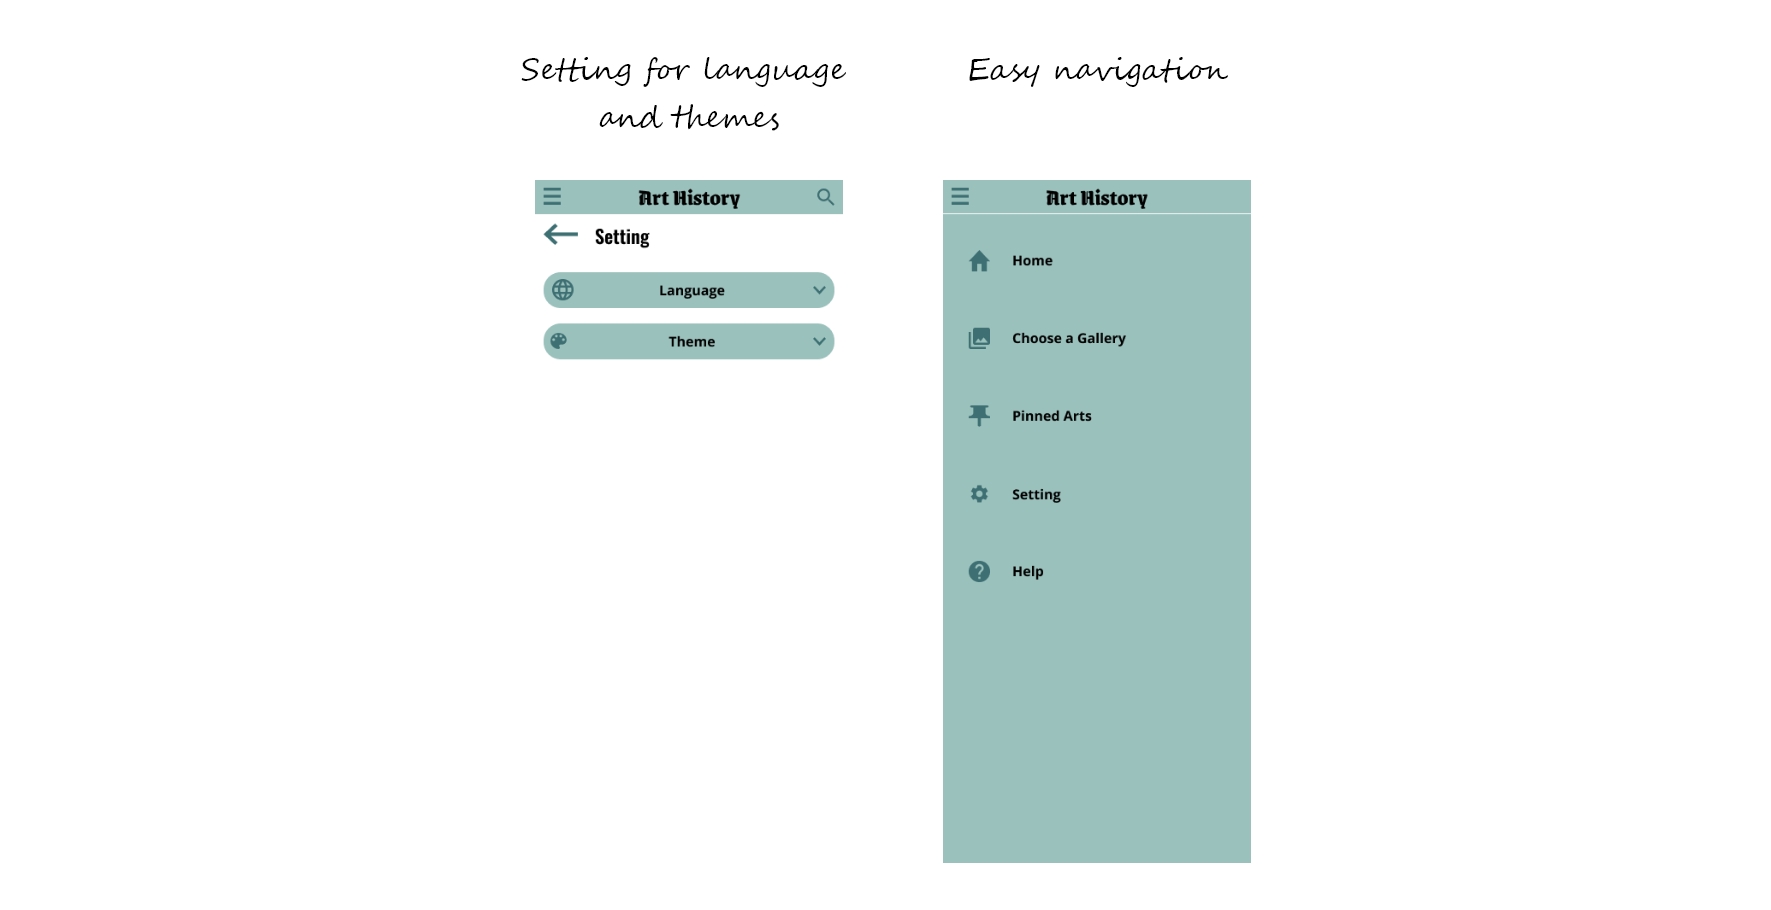 Setting for language
and themes
Art History
Setting
Language
Theme
Easy navigation
Art History
Home
Choose a Gallery
Pinned Arts
Setting
Help